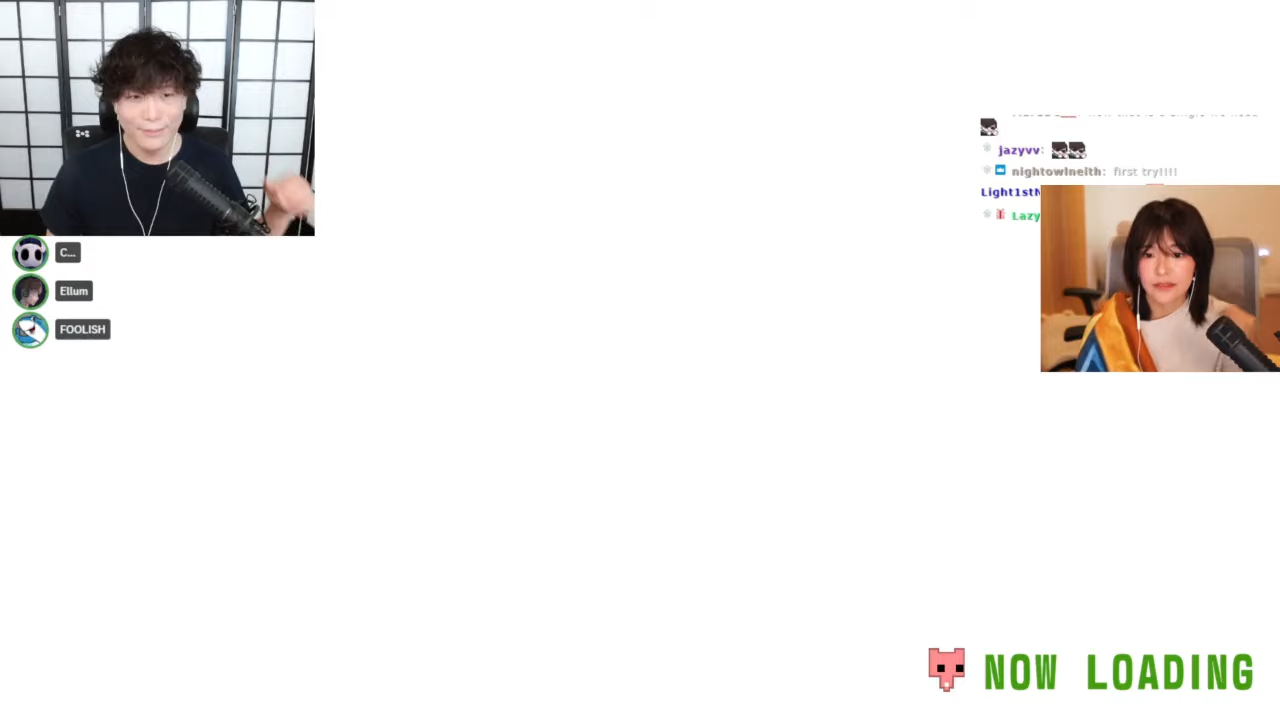 jazyvv:
nightowlneith: first try!!!!
Light1stN
Lazy
C...
Ellum
FOOLISH
NOW LOADING